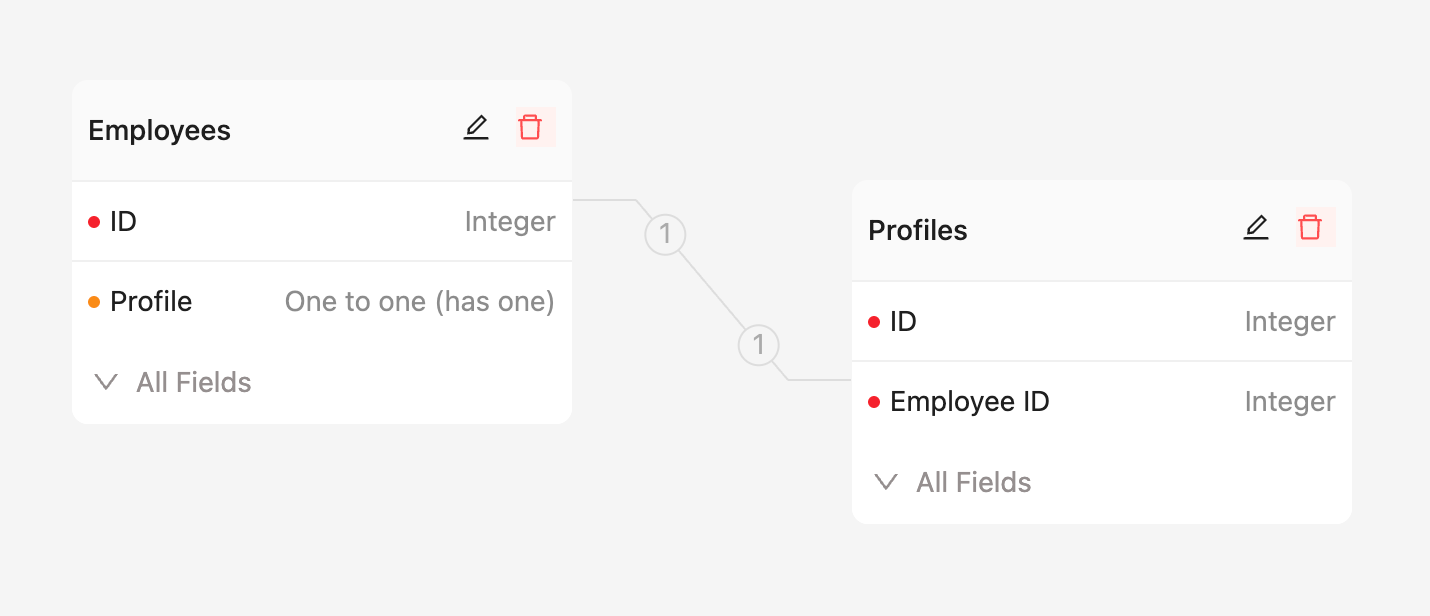 Employees
ID Integer
Profile One to one (has one)
All Fields
1
1
Profiles
ID Integer
Employee ID Integer
All Fields